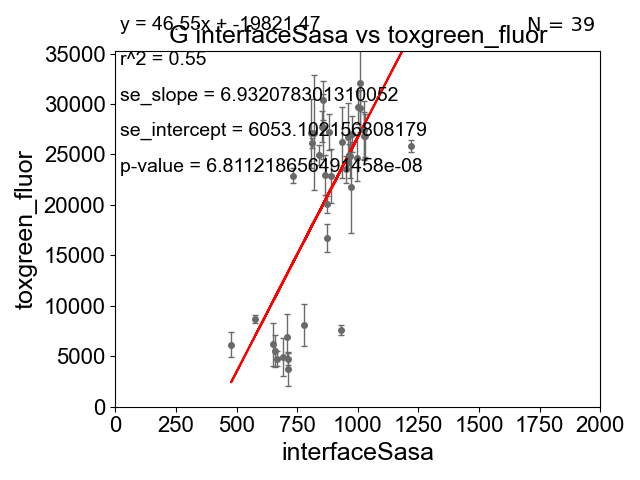 y = 46.55x + -19821.47
N = 39
G interfaceSasa vs toxgreen_fluor
r^2 = 0.55
se_slope = 6.932078301310052
se_intercept = 6053.102156808179
p-value = 6.811218656491458e-08
35000
30000
25000
20000
15000
10000
5000
0
toxgreen_fluor
0 250 500 750 1000 1250 1500 1750 2000
interfaceSasa